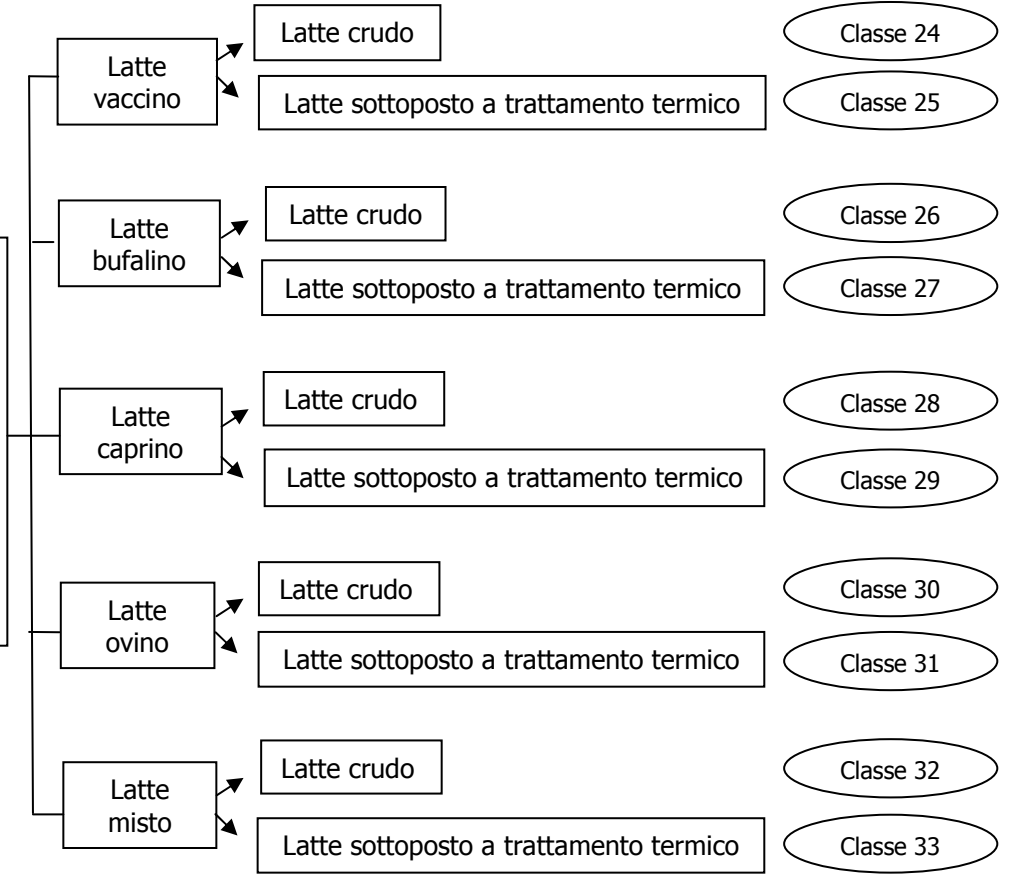 Latte crudo
Classe 24
Latte
vaccino
Latte sottoposto a trattamento termico
Classe 25
Latte crudo
Classe 26
Latte
bufalino
Latte sottoposto a trattamento termico
Classe 27
Latte crudo
Classe 28
Latte
caprino
Latte sottoposto a trattamento termico
Classe 29
Latte crudo
Classe 30
Latte
ovino
Latte sottoposto a trattamento termico
Classe 31
Latte crudo
Classe 32
Latte
misto
Latte sottoposto a trattamento termico
Classe 33